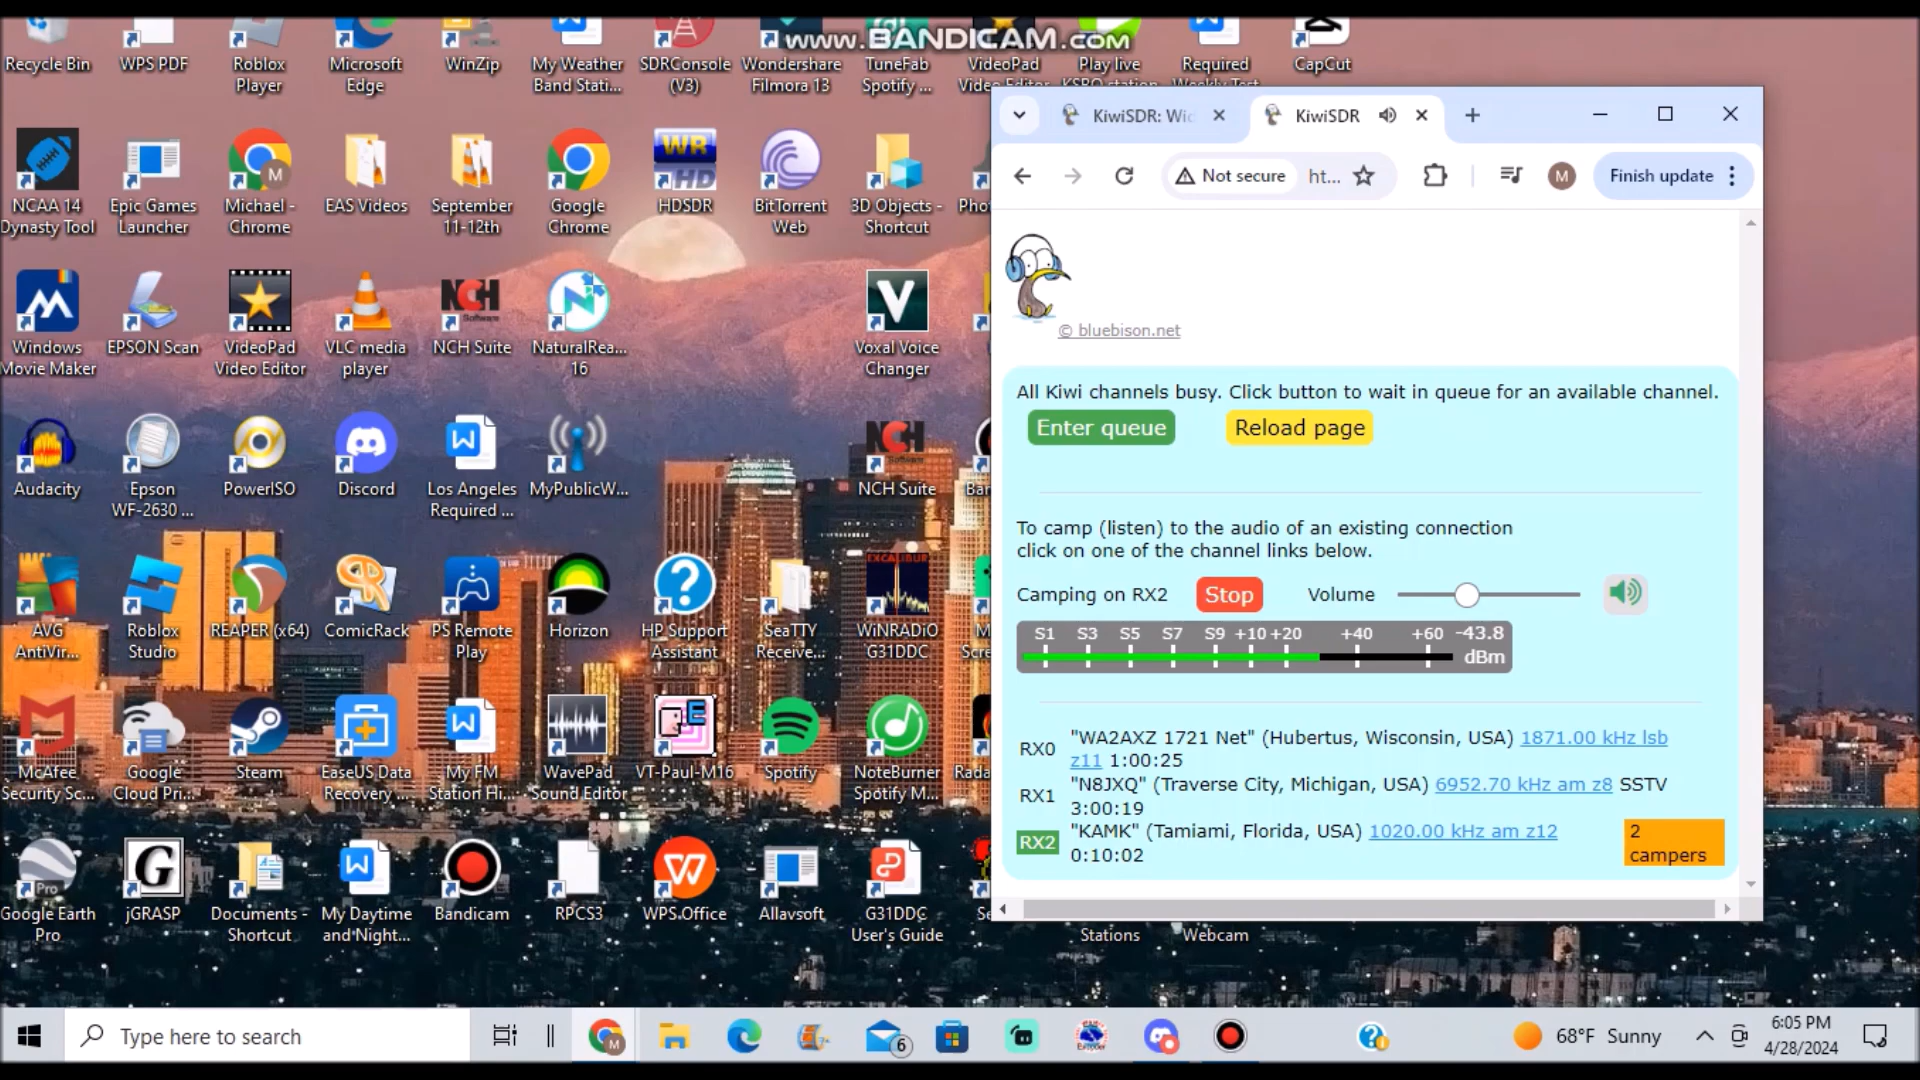 www.BANDICAM.com
Recycle Bin
WPS PDF
Roblox
Player
Microsoft
Edge
WinZip
My Weather
Band Stati...
SDRConsole
(V3)
Wondershare
Filmora 13
TuneFab
Spotify ...
VideoPad
Play live
Required
CapCut
NCAA 14
Dynasty Tool
Epic Games
Launcher
Michael -
Chrome
EAS Videos
September
11-12th
Google
Chrome
WR
HD
HDSDR
BitTorrent
Web
3D Objects -
Shortcut
Windows
Movie Maker
EPSON Scan
VideoPad
Video Editor
VLC media
player
NCH
Software
NCH Suite
NaturalRea...
16
Voxal Voice
Changer
Audacity
Epson
WF-2630 ...
PowerISO
Discord
Los Angeles
Required ...
MyPublicW...
NCH
Software
NCH Suite
AVG
AntiVir...
Roblox
Studio
REAPER (x64)
ComicRack
PS Remote
Play
Horizon
HP Support
Assistant
SeaTTY
Receive...
EXCALIBUR
WiNRADiO
G31DDC
McAfee
Security Sc...
Google
Cloud Pri...
Steam
EaseUS Data
Recovery ...
My FM
Station Hi...
WavePad
Sound Editor
VT-Paul-M16
Spotify
NoteBurner
Spotify M...
Pro
Google Earth
Pro
jGRASP
Documents -
Shortcut
My Daytime
and Night...
Bandicam
RPCS3
WPS Office
Allavsoft
G31DDC
User's Guide
Stations
Webcam
KiwiSDR: Wic
KiwiSDR
Not secure
ht...
M
Finish update
© bluebison.net
All Kiwi channels busy. Click button to wait in queue for an available channel.
Enter queue
Reload page
To camp (listen) to the audio of an existing connection
click on one of the channel links below.
Camping on RX2
Stop
Volume
S1 S3 S5 S7 S9 +10 +20 +40 +60 -43.8
dBm
RX0 "WA2AXZ 1721 Net" (Hubertus, Wisconsin, USA) 1871.00 kHz lsb
z11 1:00:25
RX1 "N8JXQ" (Traverse City, Michigan, USA) 6952.70 kHz am z8 SSTV
3:00:19
RX2 "KAMK" (Tamiami, Florida, USA) 1020.00 kHz am z12
0:10:02
2
campers
Type here to search
6
68°F Sunny
6:05 PM
4/28/2024